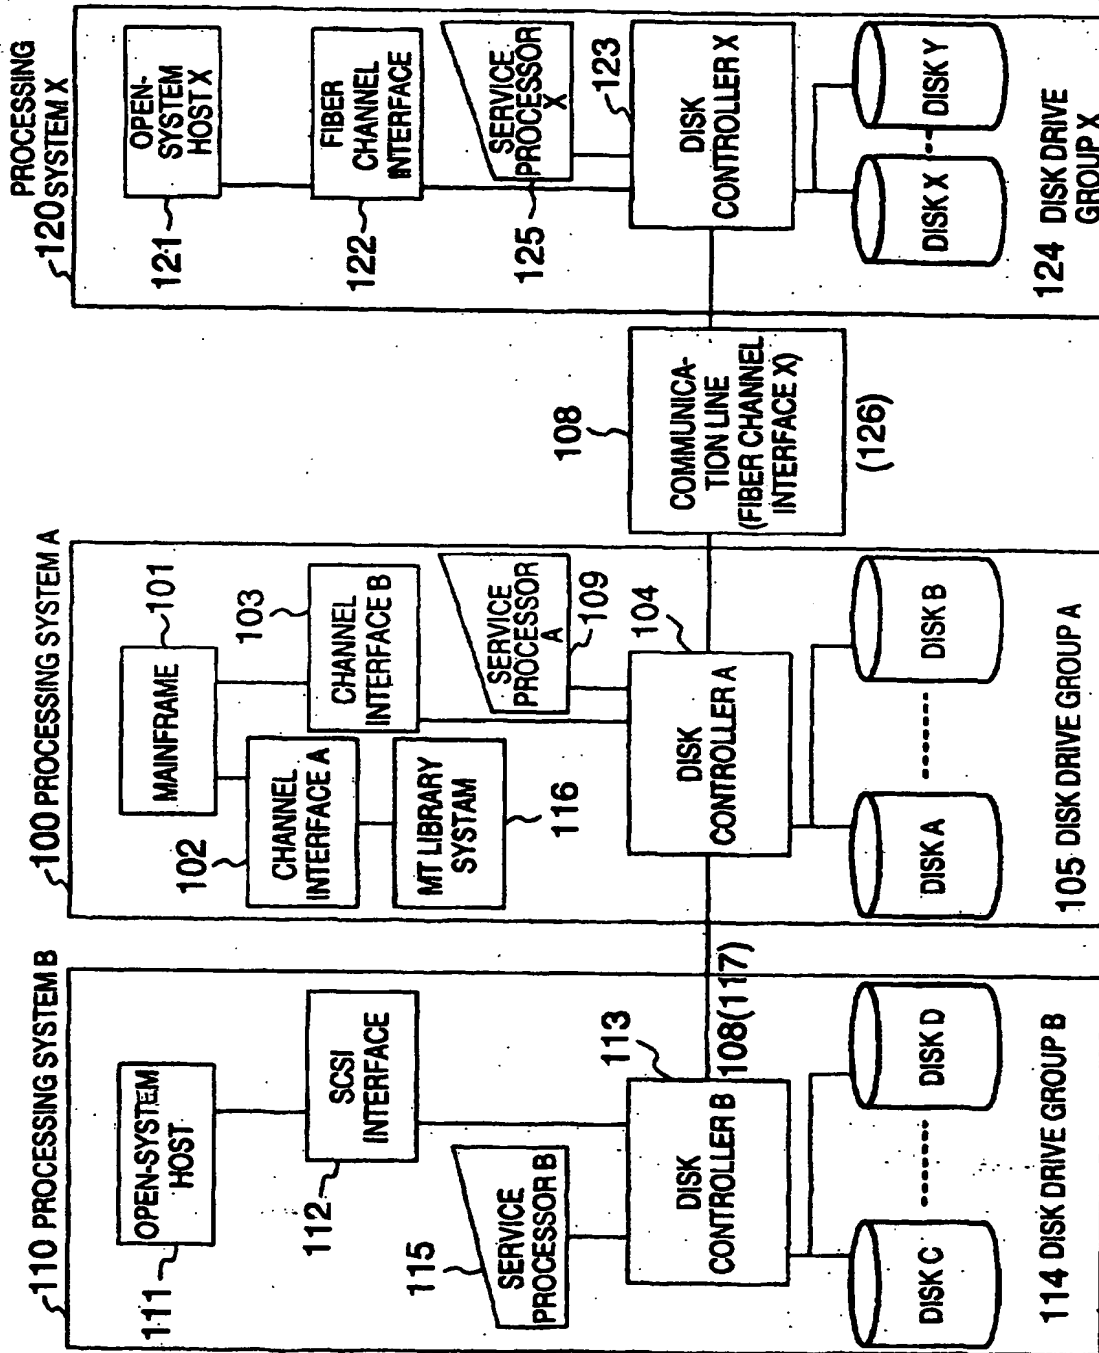 110 PROCESSING SYSTEM B
111
OPEN-SYSTEM
HOST
112
SCSI
INTERFACE
115
SERVICE
PROCESSOR B
113
DISK
CONTROLLER B
108(117)
DISK C
DISK D
114 DISK DRIVE GROUP B
100 PROCESSING SYSTEM A
101
MAINFRAME
102
CHANNEL
INTERFACE A
103
CHANNEL
INTERFACE B
MT LIBRARY
SYSTAM
116
SERVICE
PROCESSOR
A
109
104
DISK
CONTROLLER A
DISK A
DISK B
105 DISK DRIVE GROUP A
108
COMMUNICA-
TION LINE
(FIBER CHANNEL
INTERFACE X)
(126)
PROCESSING
120 SYSTEM X
OPEN-
SYSTEM
HOST X
121
FIBER
CHANNEL
INTERFACE
122
SERVICE
PROCESSOR
X
125
123
DISK
CONTROLLER X
DISK X
DISK Y
124 DISK DRIVE
GROUP X